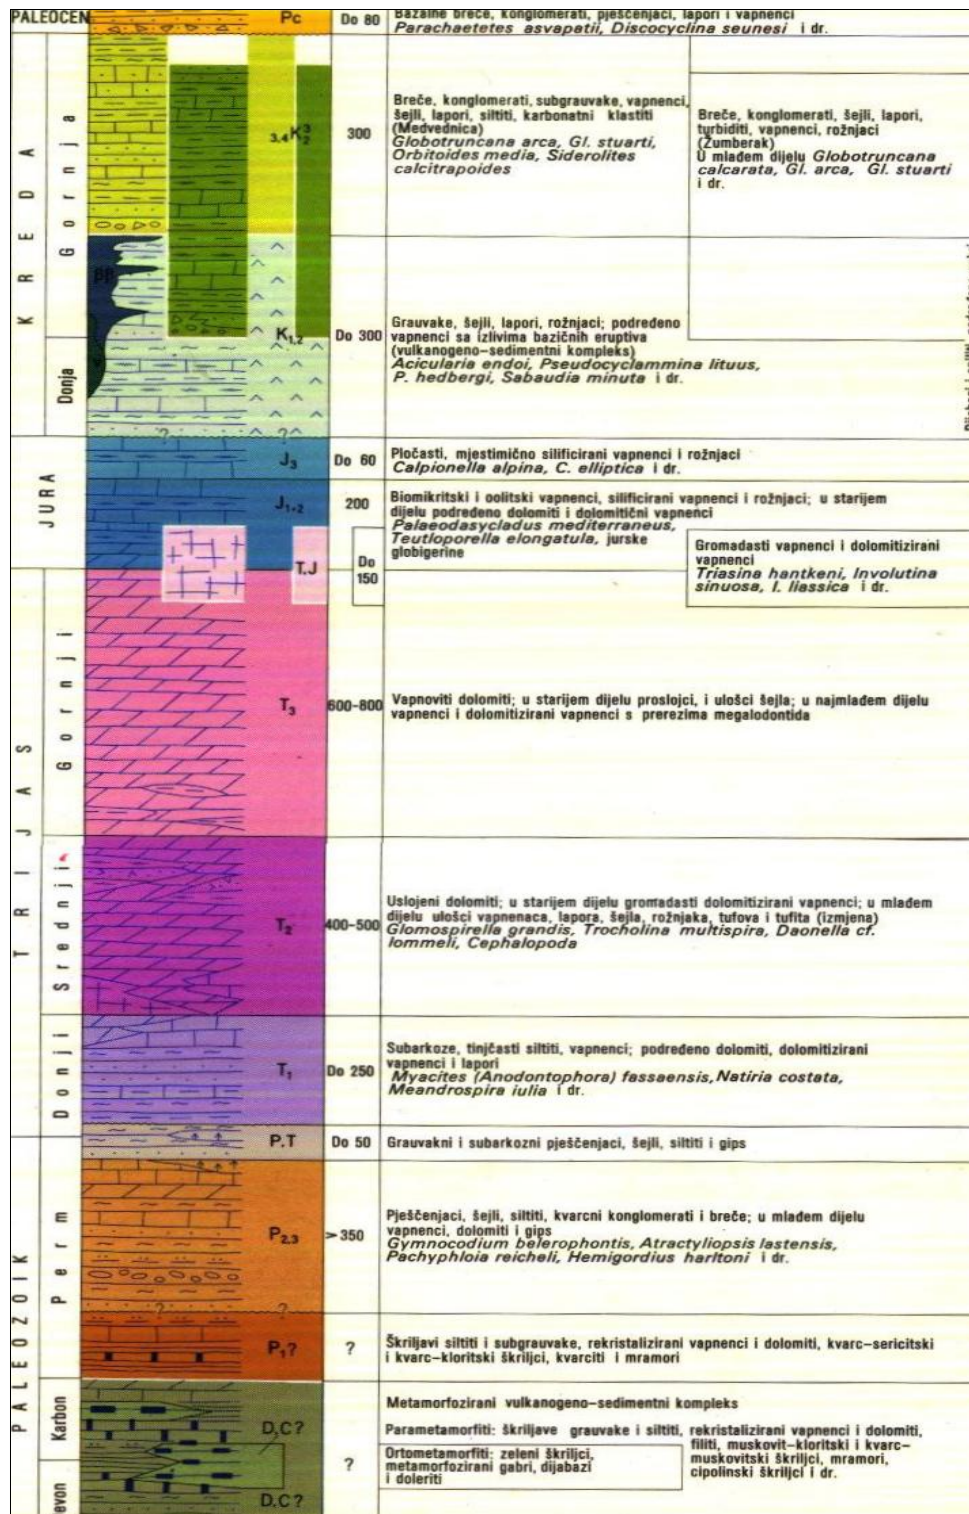 PALEOCEN
Pc
Do 80
Bazalne breče, konglomerati, pješčenjaci, lapori i vapnenci
Parachaetetes asvapatii, Discocyclina seunesi i dr.
KREDA
Gornja
3,4K₂³
300
Breče, konglomerati, subgrauvake, vapnenci,
šejli, lapori, siltiti, karbonatni klastiti
(Medvednica)
Globotruncana arca, Gl. stuarti,
Orbitoides media, Siderolites
calcitrapoides
Breče, konglomerati, šejli, lapori,
turbiditi, vapnenci, rožnjaci
(Žumberak)
U mlađem dijelu Globotruncana
calcarata, Gl. arca, Gl. stuarti
i dr.
ββ
Donja
K₁,₂
Do 300
Grauvake, šejli, lapori, rožnjaci; podređeno
vapnenci sa izlivima bazičnih eruptiva
(vulkanogeno-sedimentni kompleks)
Acicularia endoi, Pseudocyclammina lituus,
P. hedbergi, Sabaudia minuta i dr.
? ?
JURA
J₃
Do 60
Pločasti, mjestimično silificirani vapnenci i rožnjaci
Calpionella alpina, C. elliptica i dr.
J₁+₂
200
Biomikritski i oolitski vapnenci, silificirani vapnenci i rožnjaci; u starijem
dijelu podređeno dolomiti i dolomitični vapnenci
Palaeodasycladus mediterraneus,
Teutloporella elongatula, jurske
globigerine
T.J
Do
150
Gromadasti vapnenci i dolomitizirani
vapnenci
Triasina hantkeni, Involutina
sinuosa, I. liassica i dr.
TRIJAS
Gornji
T₃
600-800
Vapnoviti dolomiti; u starijem dijelu proslojci, i ulošci šejla; u najmlađem dijelu
vapnenci i dolomitizirani vapnenci s prerezima megalodontida
Srednji
T₂
400-500
Uslojeni dolomiti; u starijem dijelu gromadasti dolomitizirani vapnenci; u mlađem
dijelu ulošci vapnenaca, lapora, šejla, rožnjaka, tufova i tufita (izmjena)
Glomospirella grandis, Trocholina multispira, Daonella cf.
lommeli, Cephalopoda
Donji
T₁
Do 250
Subarkoze, tinjčasti siltiti, vapnenci; podređeno dolomiti, dolomitizirani
vapnenci i lapori
Myacites (Anodontophora) fassaensis, Natiria costata,
Meandrospira iulia i dr.
P.T
Do 50
Grauvakni i subarkozni pješčenjaci, šejli, siltiti i gips
PALEOZOIK
Perm
P₂,₃
>350
Pješčenjaci, šejli, siltiti, kvarcni konglomerati i breče; u mlađem dijelu
vapnenci, dolomiti i gips
Gymnocodium belerophontis, Atractyliopsis lastensis,
Pachyphloia reicheli, Hemigordius harltoni i dr.
? ?
P₁?
?
Škriljavi siltiti i subgrauvake, rekristalizirani vapnenci i dolomiti, kvarc-sericitski
i kvarc-kloritski škriljci, kvarciti i mramori
Karbon
D,C?
?
Metamorfozirani vulkanogeno-sedimentni kompleks
Parametamorfiti: škriljave grauvake i siltiti, rekristalizirani vapnenci i dolomiti,
filiti, muskovit-kloritski i kvarc-
muskovitski škriljci, mramori,
cipolinski škriljci i dr.
Ortometamorfiti: zeleni škriljci,
metamorfozirani gabri, dijabazi
i doleriti
evon
D.C?